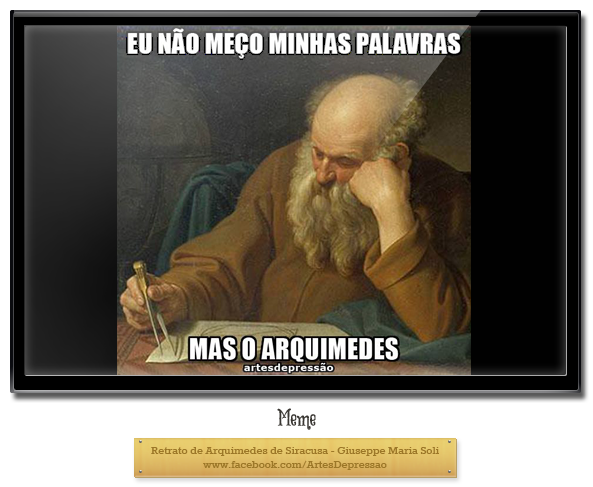 EU NÃO MEÇO MINHAS PALAVRAS
MAS O ARQUIMEDES
artesdepressão
Meme
Retrato de Arquimedes de Siracusa - Giuseppe Maria Soli
www.facebook.com/ArtesDepressao